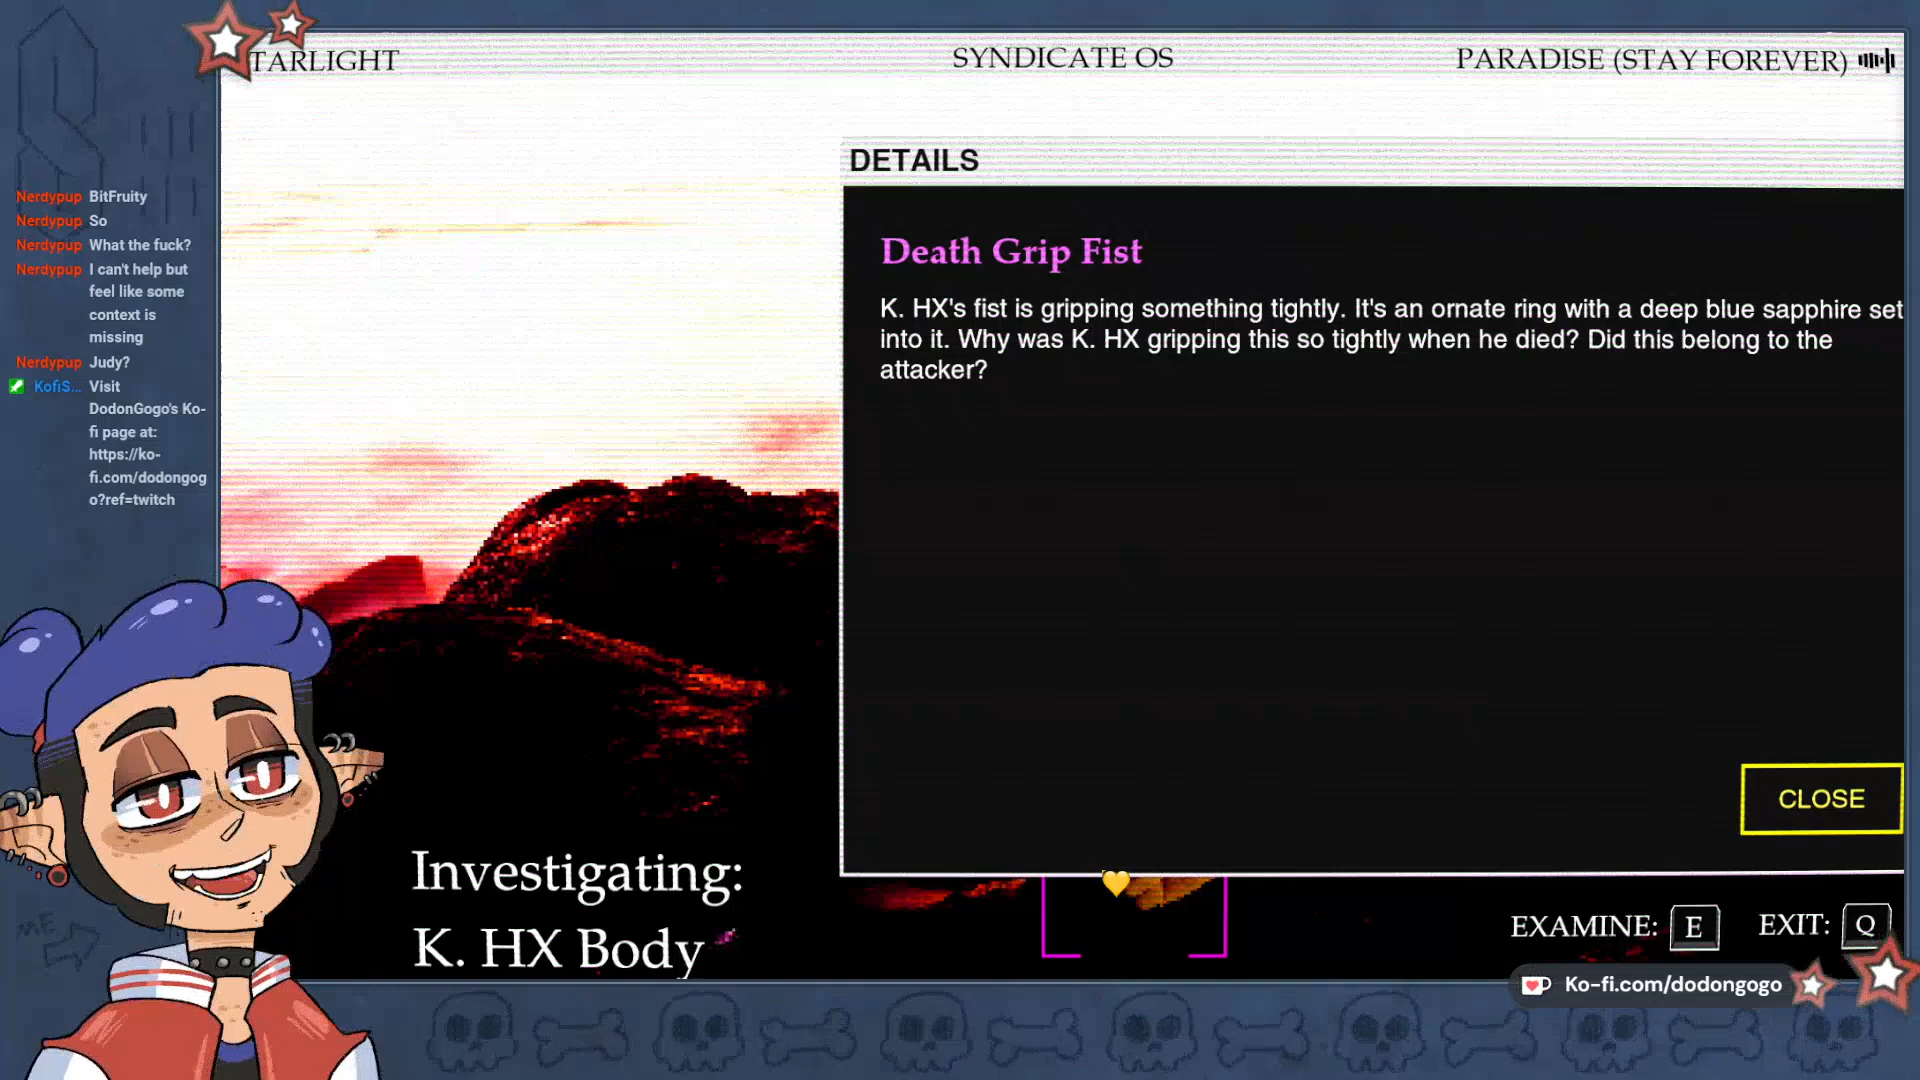 TARLIGHT
SYNDICATE OS
PARADISE (STAY FOREVER)
DETAILS
Death Grip Fist
K. HX's fist is gripping something tightly. It's an ornate ring with a deep blue sapphire set
into it. Why was K. HX gripping this so tightly when he died? Did this belong to the
attacker?
CLOSE
Nerdypup BitFruity
Nerdypup So
Nerdypup What the fuck?
Nerdypup I can't help but
feel like some
context is
missing
Nerdypup Judy?
KofiS... Visit
DodonGogo's Ko-
fi page at:
https://ko-
fi.com/dodongog
o?ref=twitch
Investigating:
K. HX Body
EXAMINE: E EXIT: Q
Ko-fi.com/dodongogo
ME